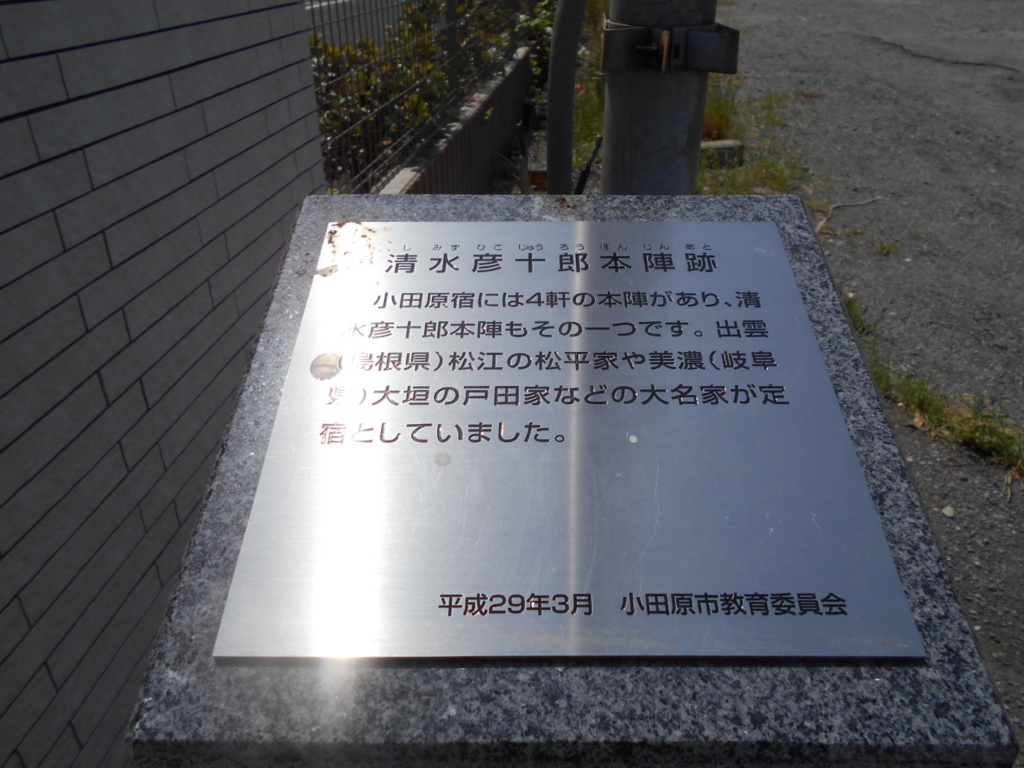 しみず ひこ じゅう ろう ほん じん あと
清水彦十郎本陣跡
小田原宿には4軒の本陣があり、清
水彦十郎本陣もその一つです。出雲
(島根県)松江の松平家や美濃(岐阜
県)大垣の戸田家などの大名家が定
宿としていました。
平成29年3月 小田原市教育委員会